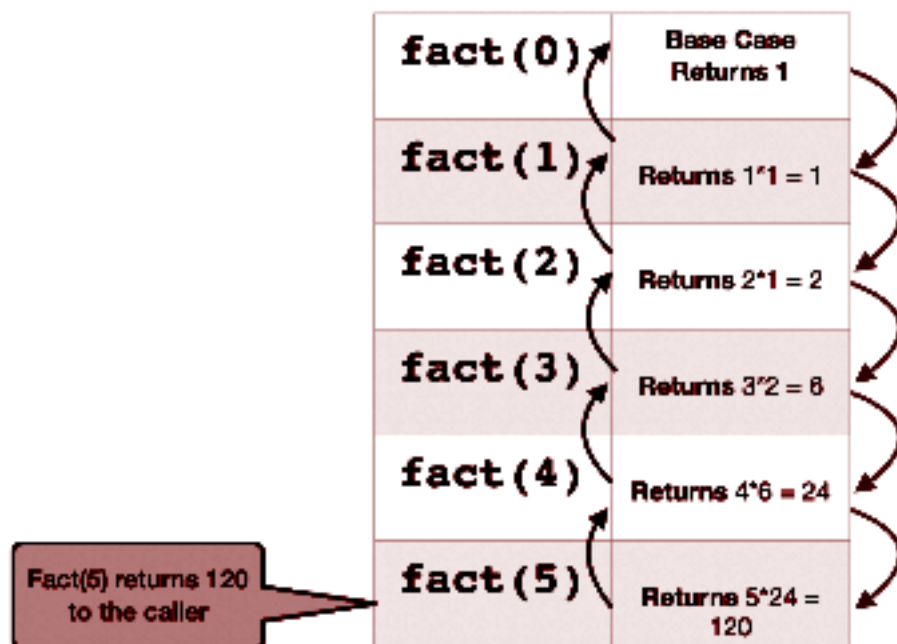 fact(0)
Base Case
Returns 1
fact(1)
Returns 1*1 = 1
fact(2)
Returns 2*1 = 2
fact(3)
Returns 3*2 = 6
fact(4)
Returns 4*6 = 24
fact(5)
Returns 5*24 =
120
Fact(5) returns 120
to the caller